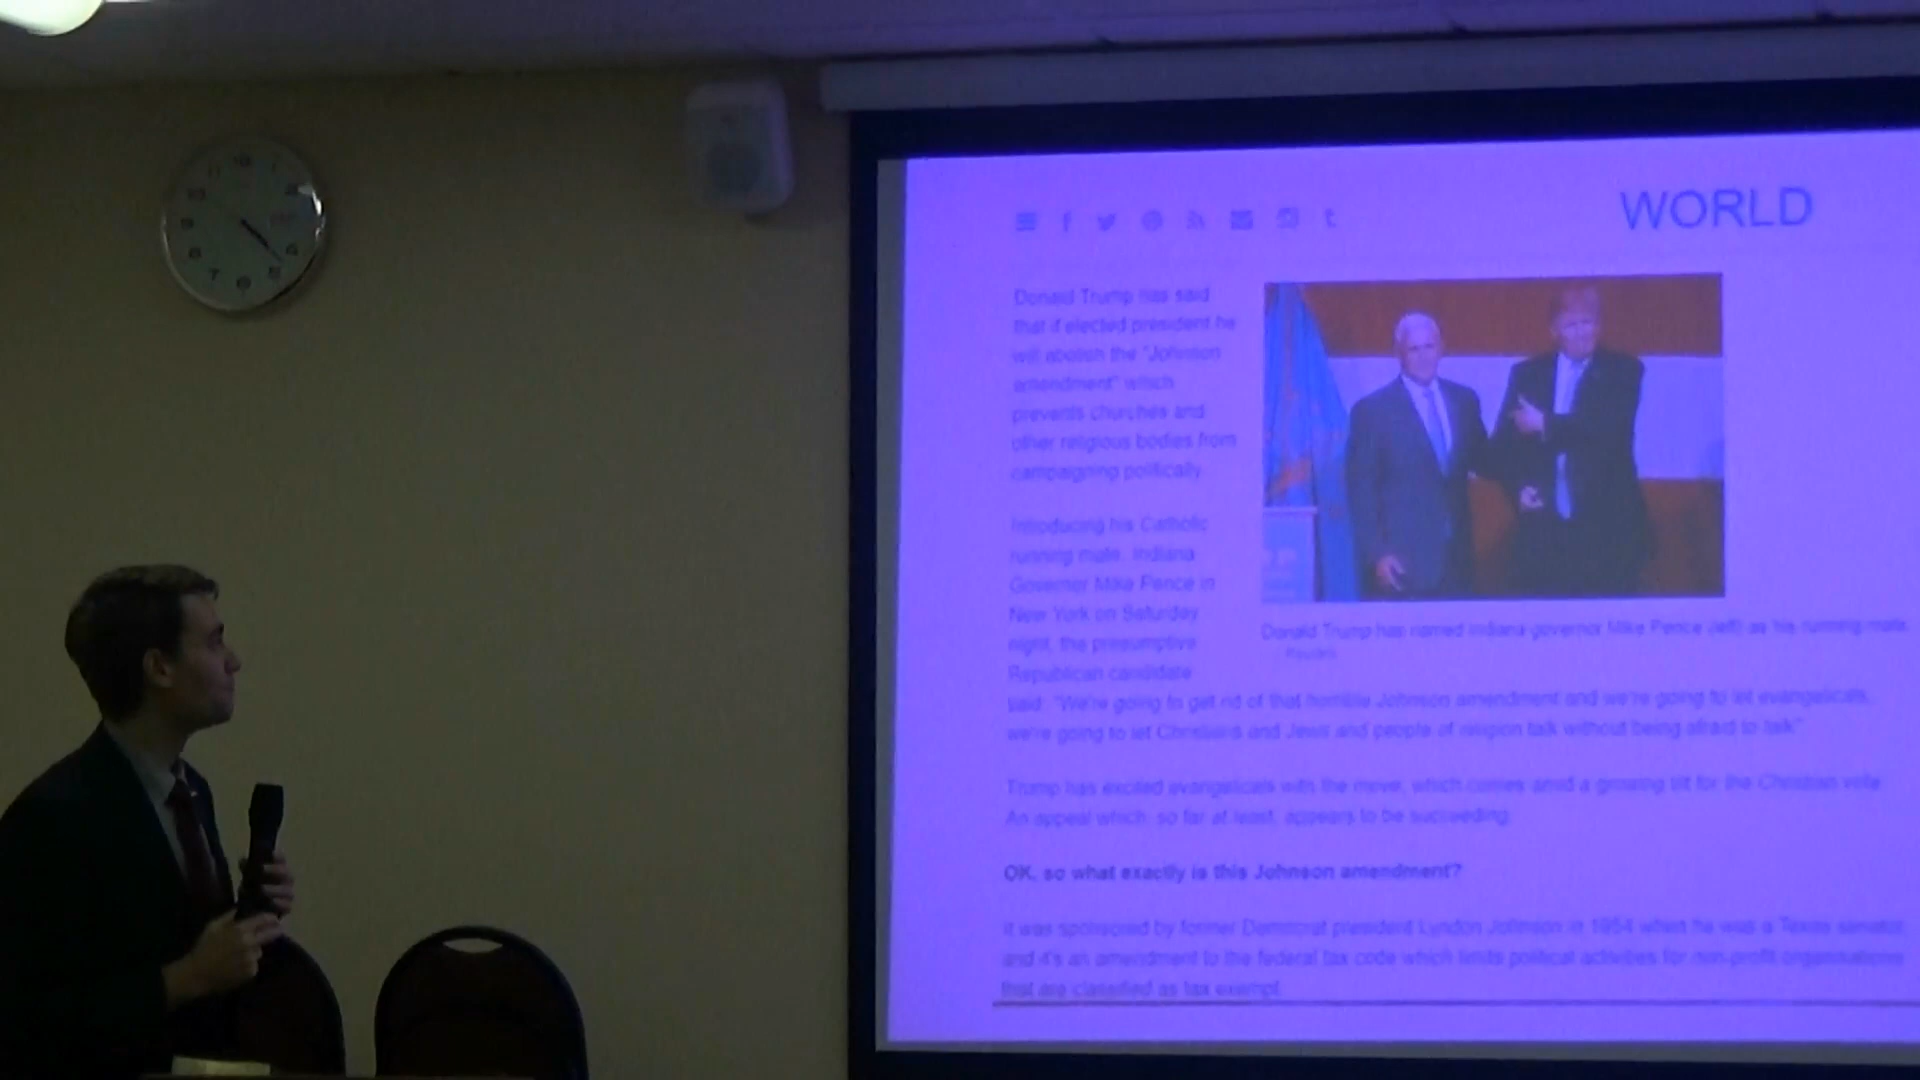 WORLD
Donald Trump has said
that if elected president he
will abolish the "Johnson
amendment" which
prevents churches and
other religious bodies from
campaigning politically.
Introducing his Catholic
running mate, Indiana
Governor Mike Pence in
New York on Saturday
night, the presumptive
Republican candidate
said: "We're going to get rid of that horrible Johnson amendment and we're going to let evangelicals,
we're going to let Christians and Jews and people of religion talk without being afraid to talk"
Donald Trump has named Indiana governor Mike Pence (left) as his running mate.
Reuters
Trump has excited evangelicals with the move, which comes amid a growing bit for the Christian vote.
An appeal which, so far at least, appears to be succeeding.
OK, so what exactly is this Johnson amendment?
It was sponsored by former Democrat president Lyndon Johnson in 1954 when he was a Texas senator
and it's an amendment to the federal tax code which limits political activities for non-profit organisations
that are classified as tax exempt.